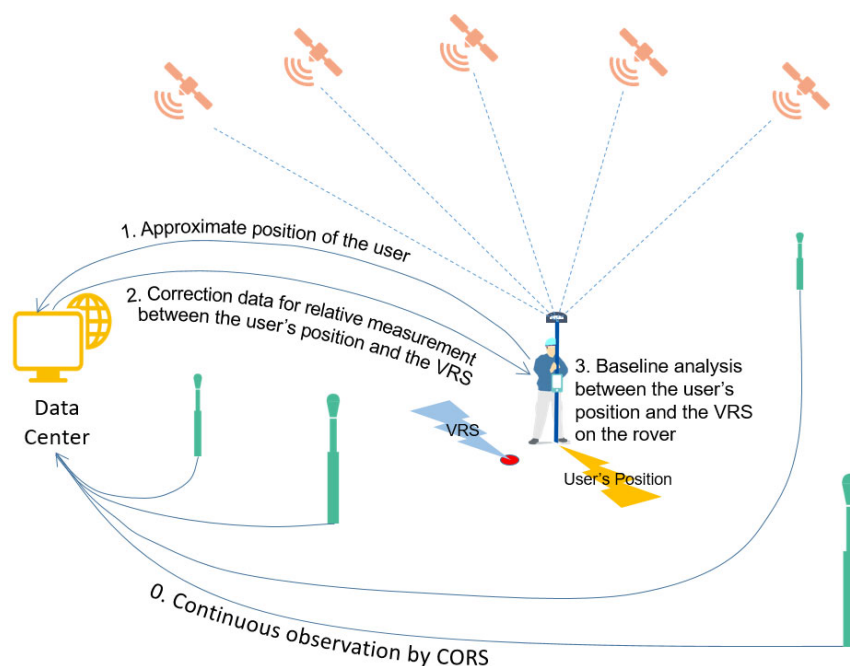 1. Approximate position of the user
2. Correction data for relative measurement
between the user's position and the VRS
3. Baseline analysis
between the user's
position and the VRS
on the rover
Data
Center
VRS
User's Position
0. Continuous observation by CORS